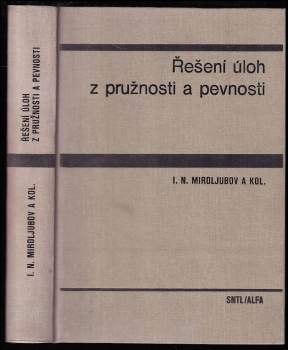 ŘEŠENÍ ÚLOH
Z PRUŽNOSTI A PEVNOSTI
I. N. MIROLJUBOV A KOL.
Řešení úloh
z pružnosti a pevnosti
I. N. MIROLJUBOV A KOL.
SNTL/ALFA